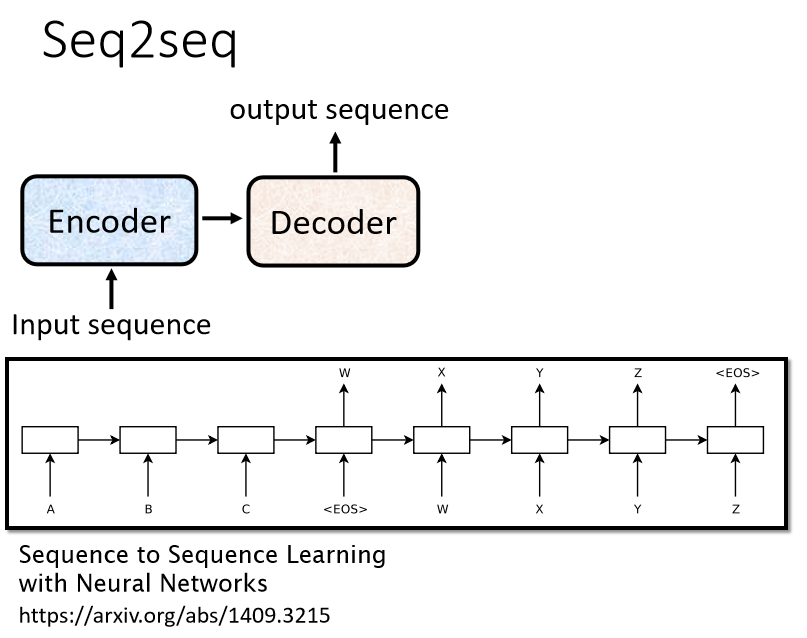 Seq2seq
output sequence
Encoder
Decoder
Input sequence
W X Y Z <EOS>
A B C <EOS> W X Y Z
Sequence to Sequence Learning
with Neural Networks
https://arxiv.org/abs/1409.3215